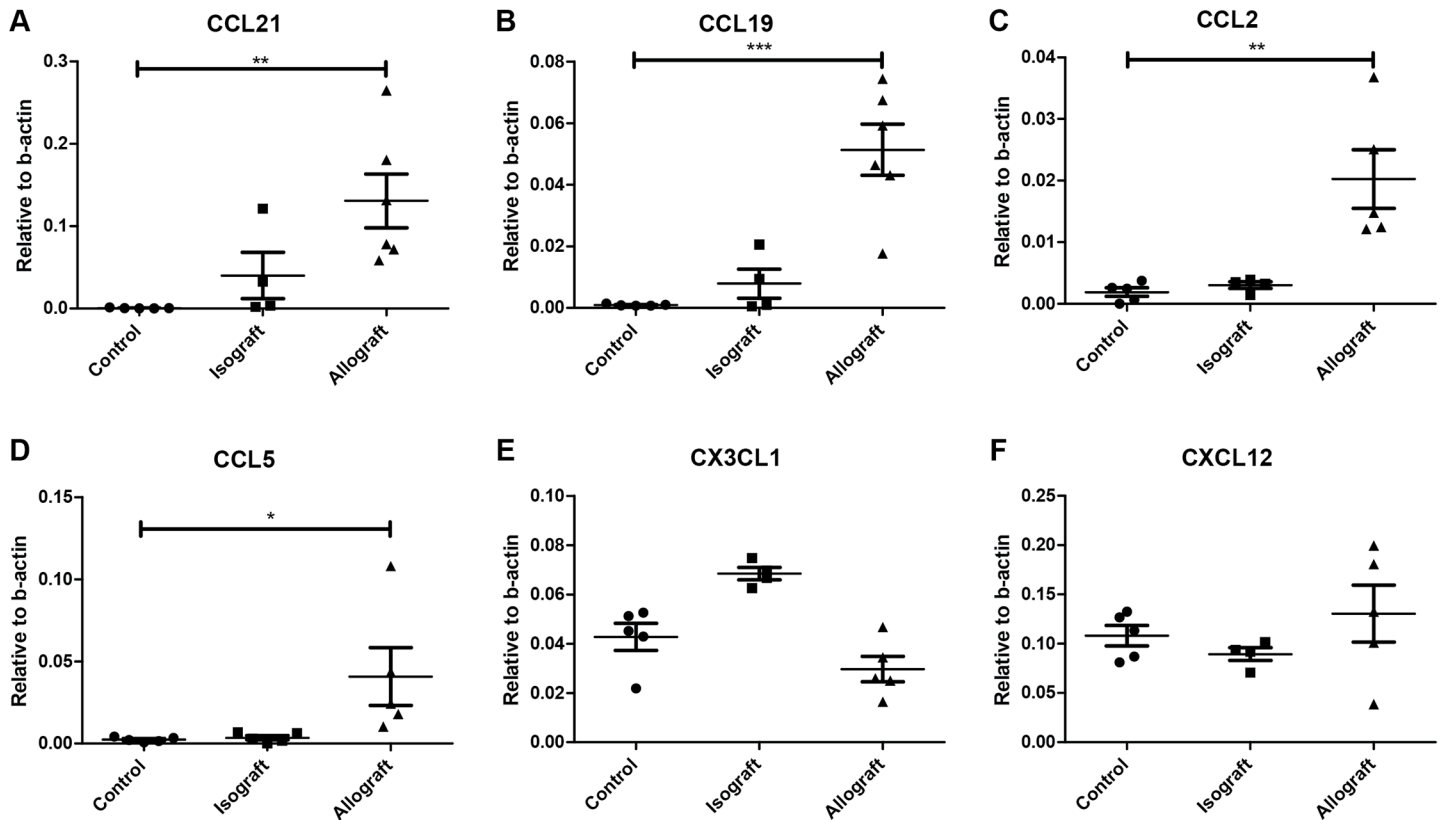 A
CCL21
**
Relative to b-actin
0.3
0.2
0.1
0.0
Control
Isograft
Allograft
B
CCL19
***
Relative to b-actin
0.08
0.06
0.04
0.02
0.00
Control
Isograft
Allograft
C
CCL2
**
Relative to b-actin
0.04
0.03
0.02
0.01
0.00
Control
Isograft
Allograft
D
CCL5
*
Relative to b-actin
0.15
0.10
0.05
0.00
Control
Isograft
Allograft
E
CX3CL1
Relative to b-actin
0.10
0.08
0.06
0.04
0.02
0.00
Control
Isograft
Allograft
F
CXCL12
Relative to b-actin
0.25
0.20
0.15
0.10
0.05
0.00
Control
Isograft
Allograft